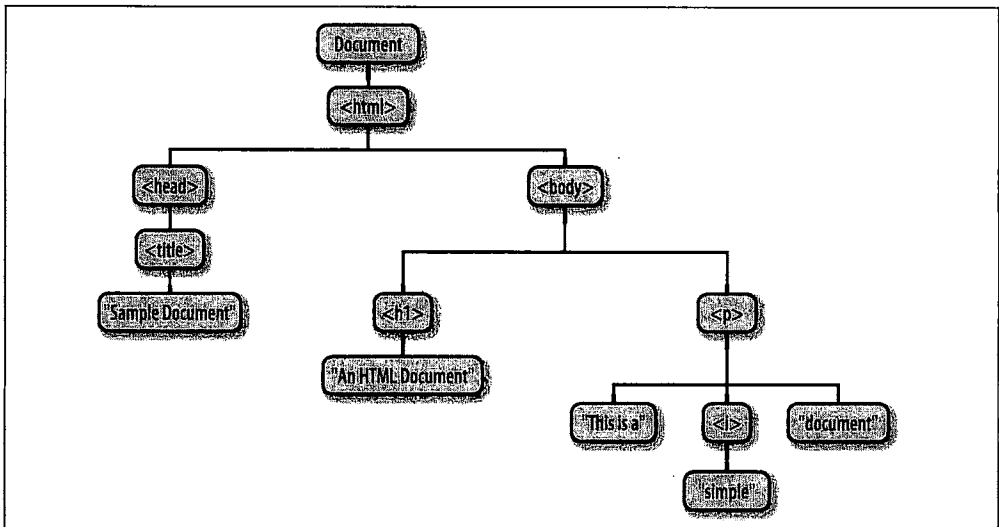 Document
<html>
<head>
<body>
<title>
<h1>
<p>
"Sample Document"
"An HTML Document"
"This is a"
<i>
"document"
"simple"